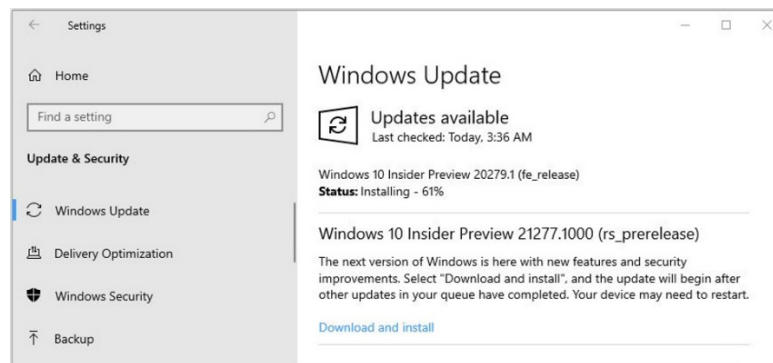 Settings
Home
Find a setting
Update & Security
Windows Update
Delivery Optimization
Windows Security
Backup
Windows Update
Updates available
Last checked: Today, 3:36 AM
Windows 10 Insider Preview 20279.1 (fe_release)
Status: Installing - 61%
Windows 10 Insider Preview 21277.1000 (rs_prerelease)
The next version of Windows is here with new features and security
improvements. Select "Download and install", and the update will begin after
other updates in your queue have completed. Your device may need to restart.
Download and install